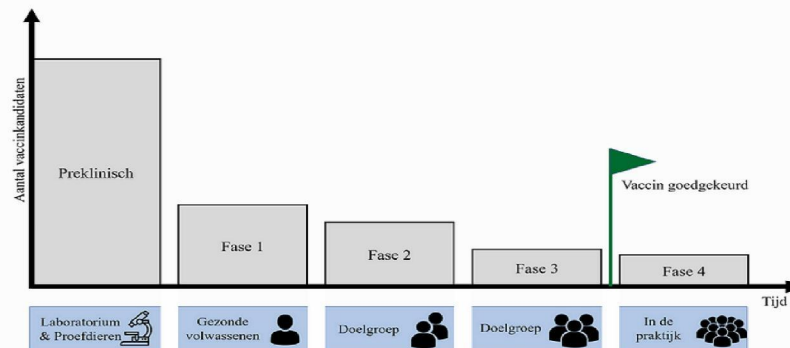 Aantal vaccinkandidaten
Preklinisch
Fase 1
Fase 2
Fase 3
Fase 4
Vaccin goedgekeurd
Tijd
Laboratorium
& Proefdieren
Gezonde
volwassenen
Doelgroep
Doelgroep
In de
praktijk